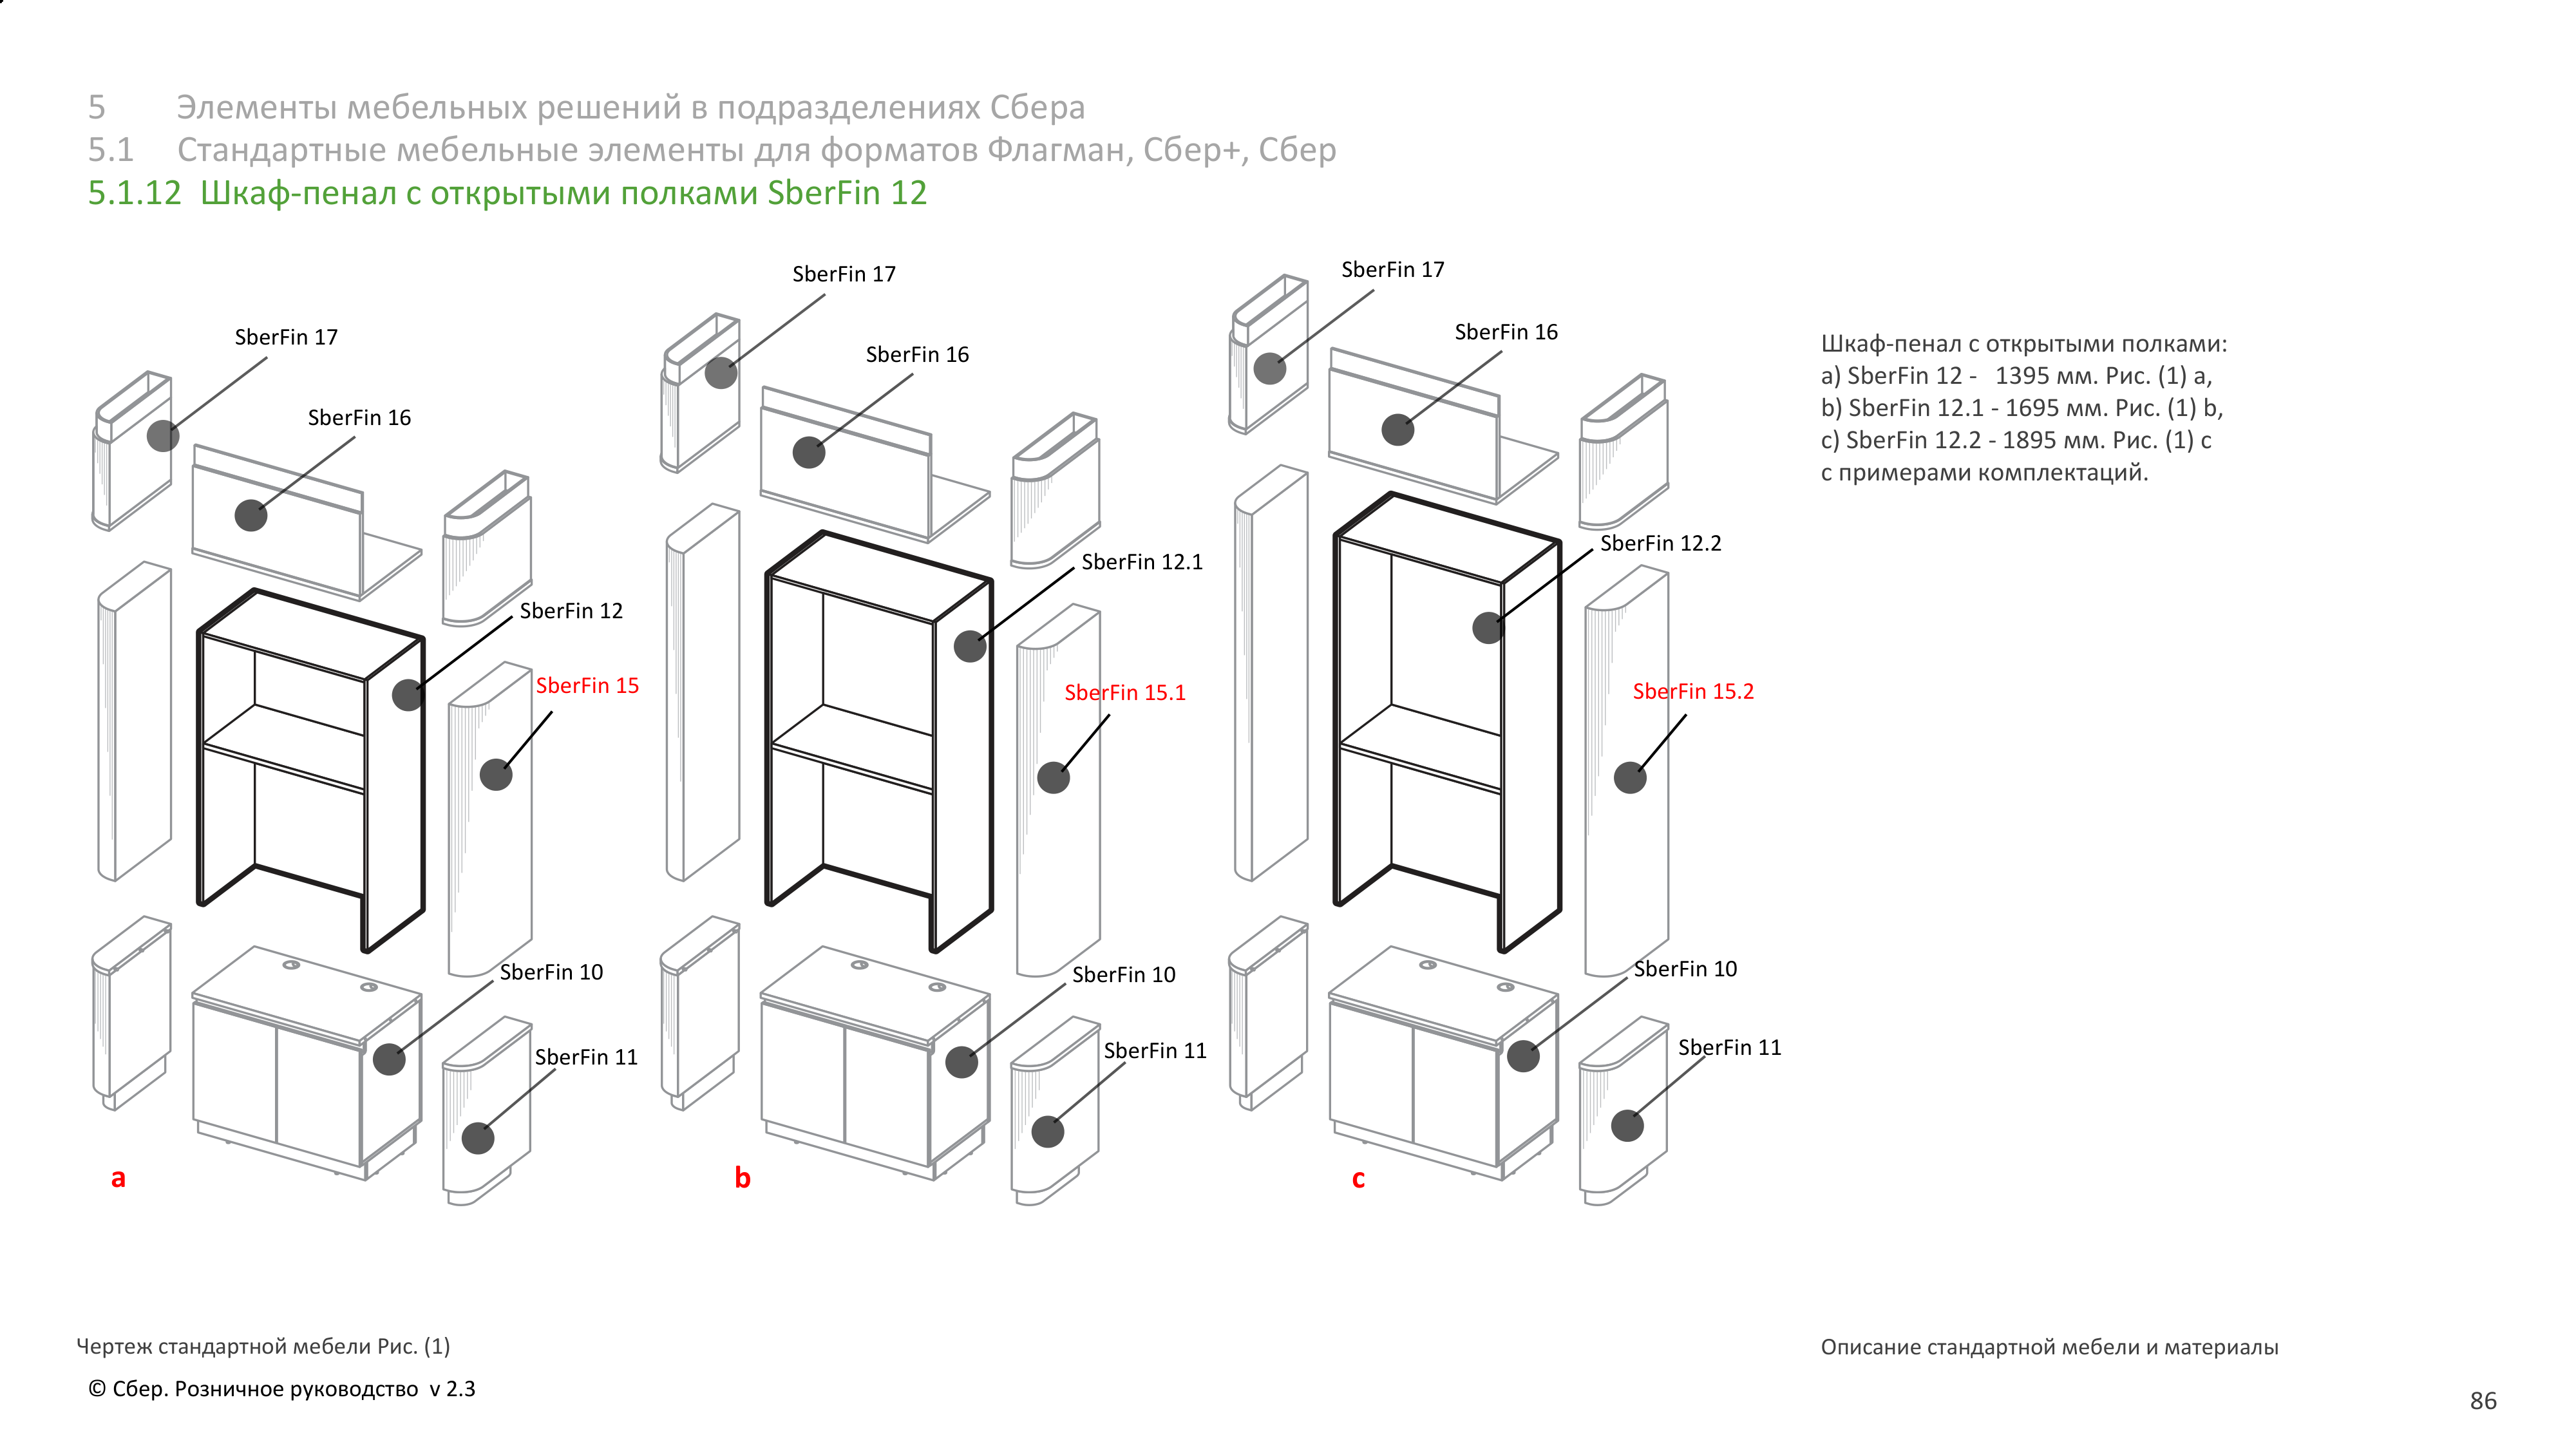 5 Элементы мебельных решений в подразделениях Сбера
5.1 Стандартные мебельные элементы для форматов Флагман, Сбер+, Сбер
5.1.12 Шкаф-пенал с открытыми полками SberFin 12
SberFin 17
SberFin 16
SberFin 12
SberFin 15
SberFin 10
SberFin 11
a
SberFin 17
SberFin 16
SberFin 12.1
SberFin 15.1
SberFin 10
SberFin 11
b
SberFin 17
SberFin 16
SberFin 12.2
SberFin 15.2
SberFin 10
SberFin 11
c
Шкаф-пенал с открытыми полками:
a) SberFin 12 - 1395 мм. Рис. (1) a,
b) SberFin 12.1 - 1695 мм. Рис. (1) b,
c) SberFin 12.2 - 1895 мм. Рис. (1) c
с примерами комплектаций.
Чертеж стандартной мебели Рис. (1)
Описание стандартной мебели и материалы
© Сбер. Розничное руководство v 2.3
86